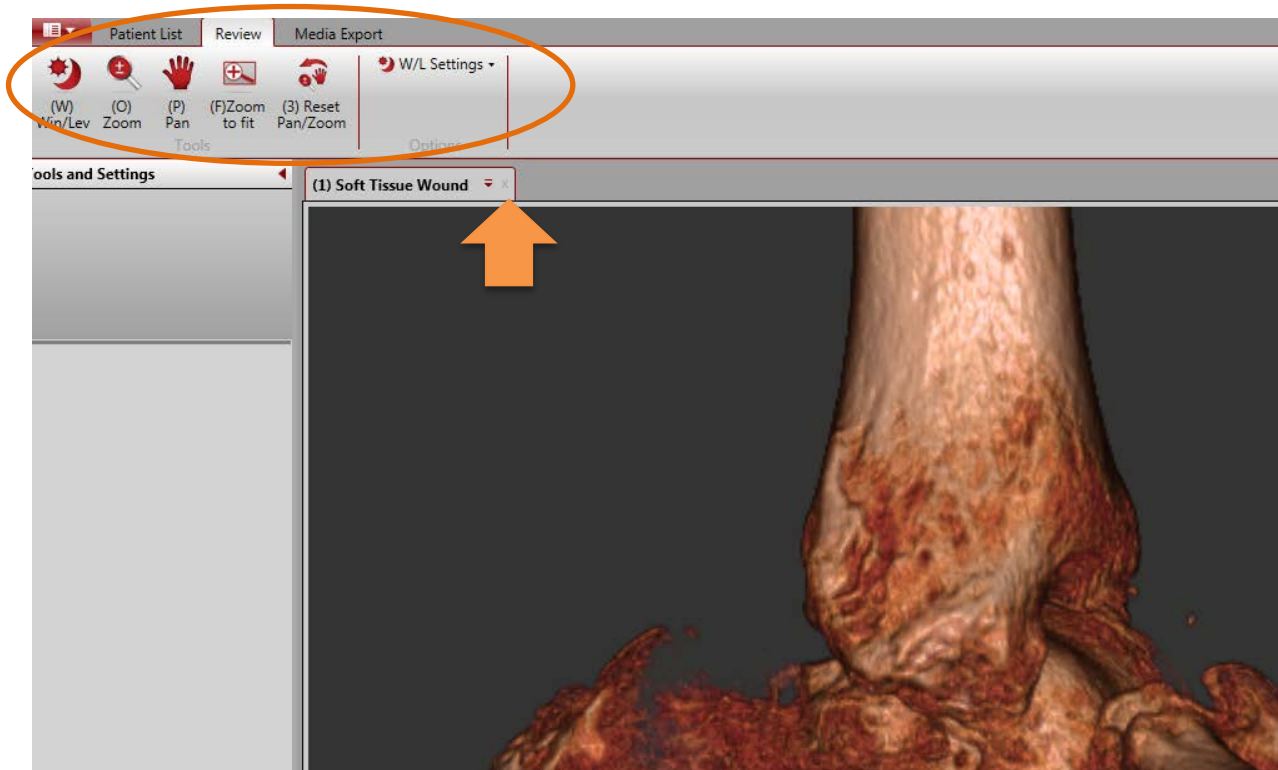 Patient List Review Media Export
(W) (O) (P) (F)Zoom (3) Reset
Win/Lev Zoom Pan to fit Pan/Zoom
W/L Settings
Tools Options
Tools and Settings
(1) Soft Tissue Wound x